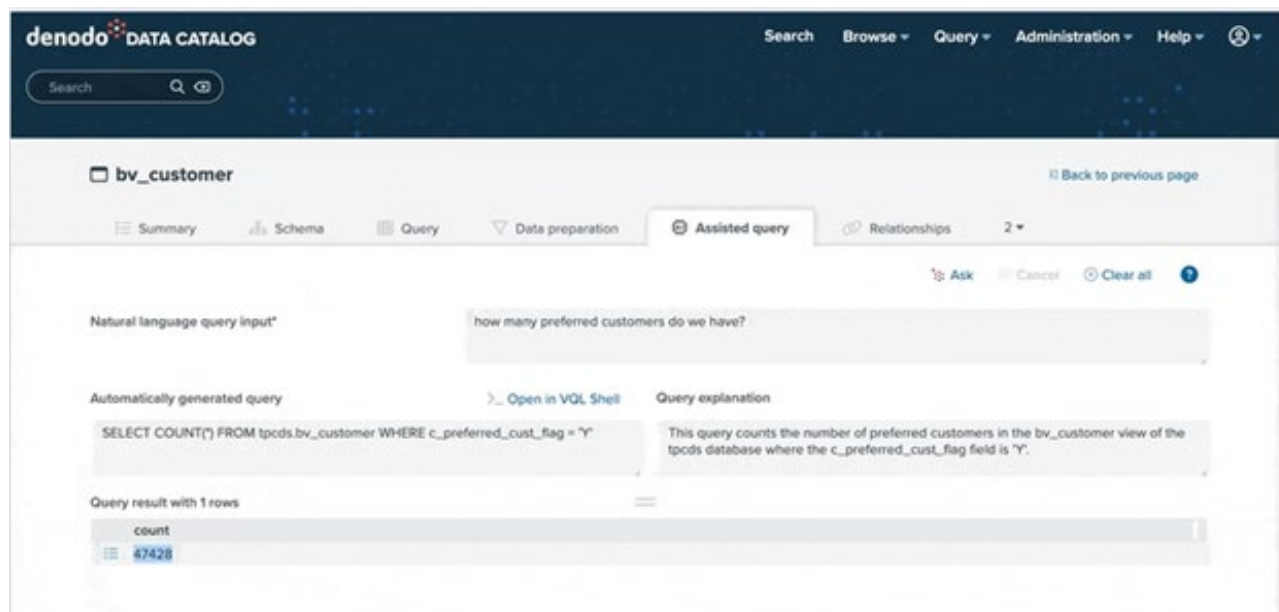 denodo DATA CATALOG
Search Browse Query Administration Help
Search
bv_customer
Back to previous page
Summary Schema Query Data preparation Assisted query Relationships 2
Ask Cancel Clear all ?
Natural language query input* how many preferred customers do we have?
Automatically generated query >_ Open in VQL Shell Query explanation
SELECT COUNT(*) FROM tpcds.bv_customer WHERE c_preferred_cust_flag = 'Y' This query counts the number of preferred customers in the bv_customer view of the
tpcds database where the c_preferred_cust_flag field is 'Y'.
Query result with 1 rows
count
47428